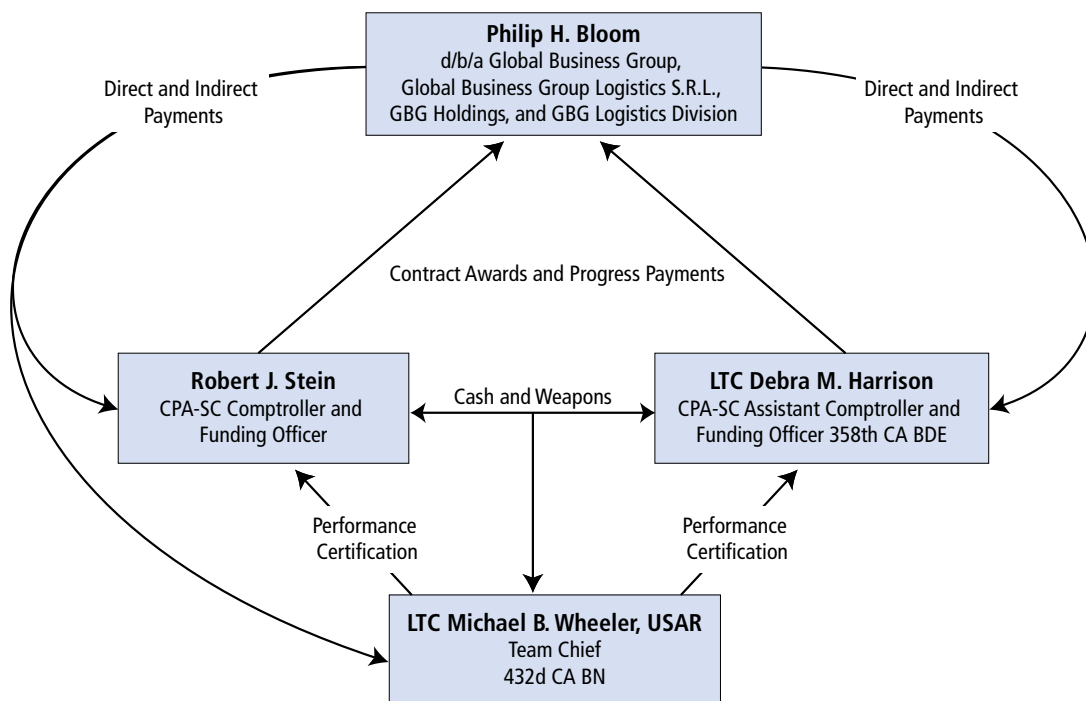 Philip H. Bloom
d/b/a Global Business Group,
Global Business Group Logistics S.R.L.,
GBG Holdings, and GBG Logistics Division
Direct and Indirect
Payments
Direct and Indirect
Payments
Contract Awards and Progress Payments
Robert J. Stein
CPA-SC Comptroller and
Funding Officer
Cash and Weapons
LTC Debra M. Harrison
CPA-SC Assistant Comptroller and
Funding Officer 358th CA BDE
Performance
Certification
Performance
Certification
LTC Michael B. Wheeler, USAR
Team Chief
432d CA BN